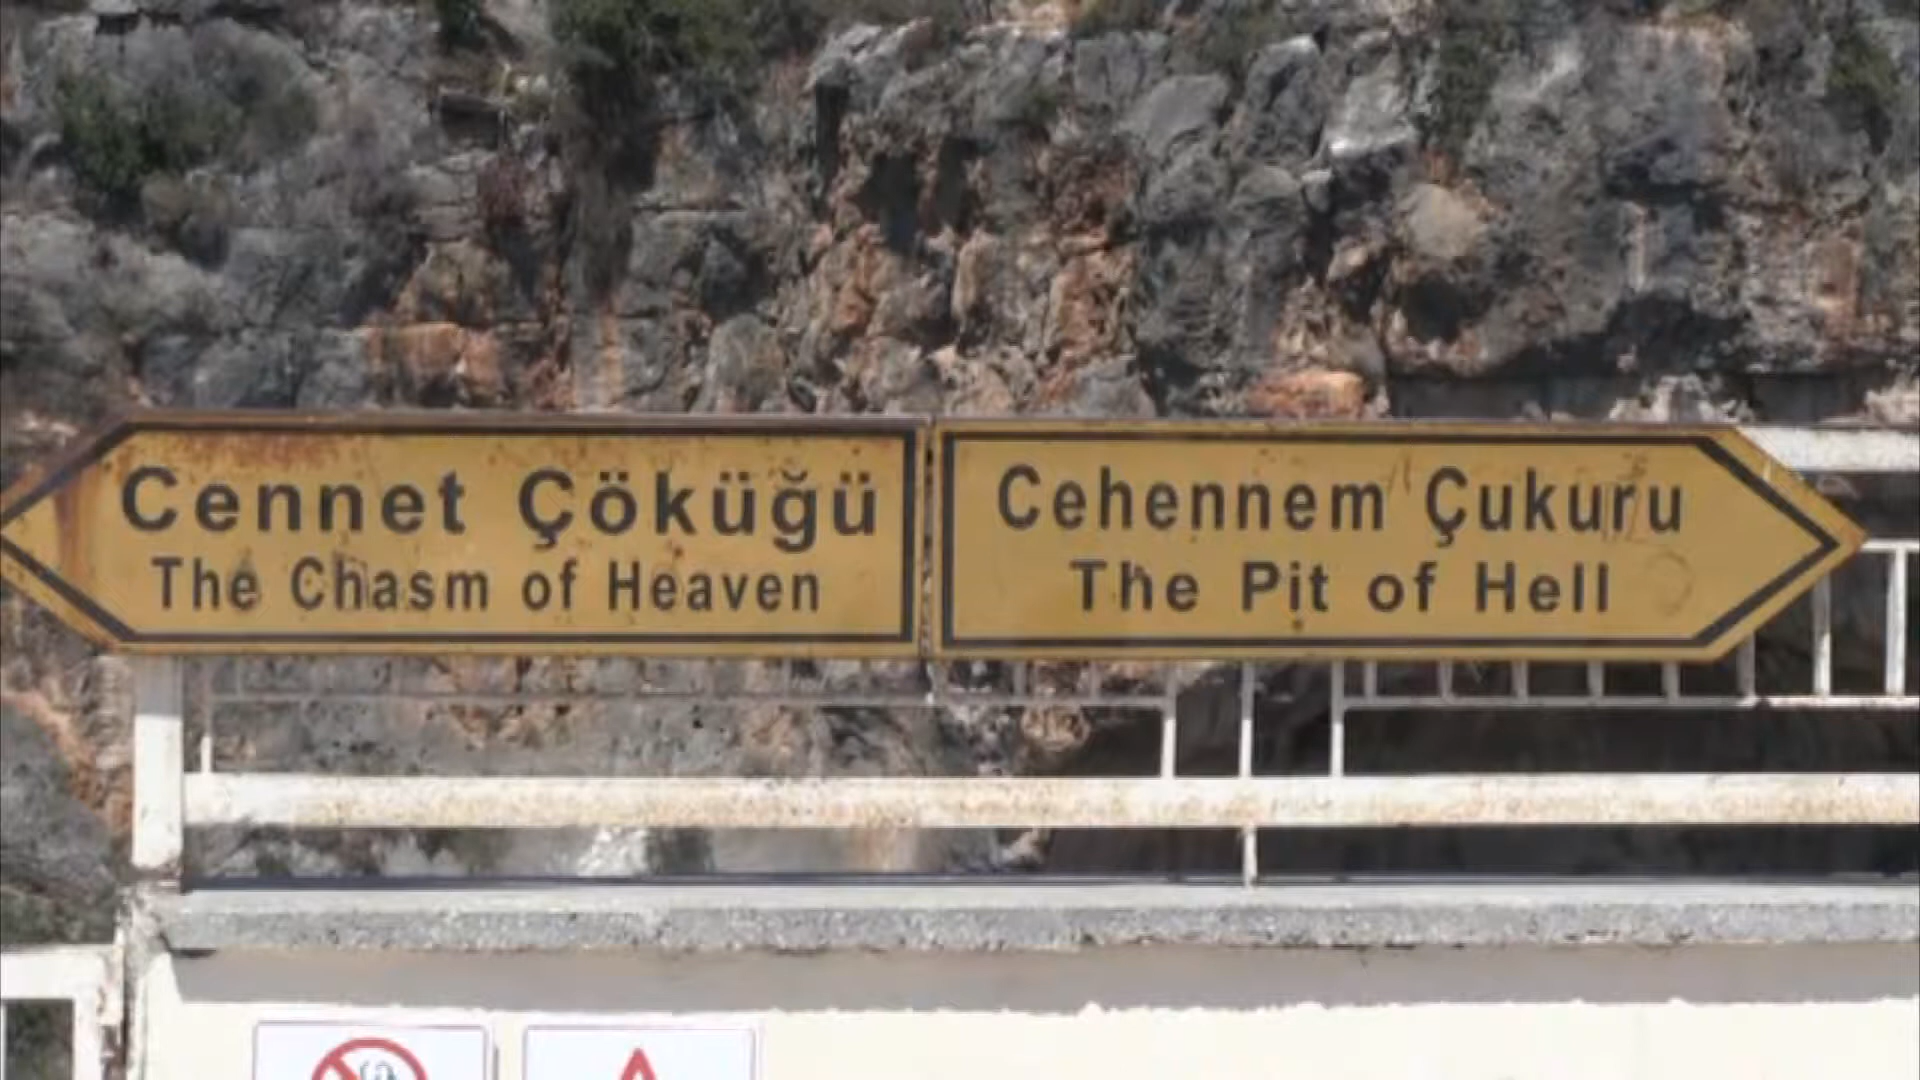 Cennet Çöküğü
The Chasm of Heaven
Cehennem Çukuru
The Pit of Hell